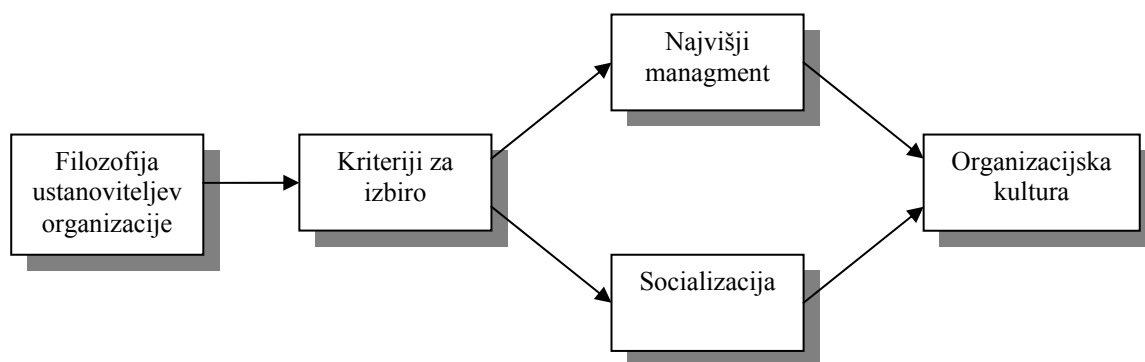 Filozofija
ustanoviteljev
organizacije
Kriteriji za
izbiro
Najvišji
managment
Socializacija
Organizacijska
kultura